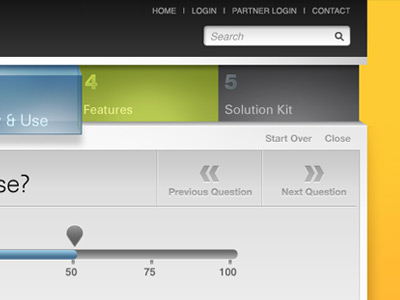 HOME | LOGIN | PARTNER LOGIN | CONTACT
Search
4
Features
5
Solution Kit
& Use
Start Over Close
se?
Previous Question
Next Question
50 75 100